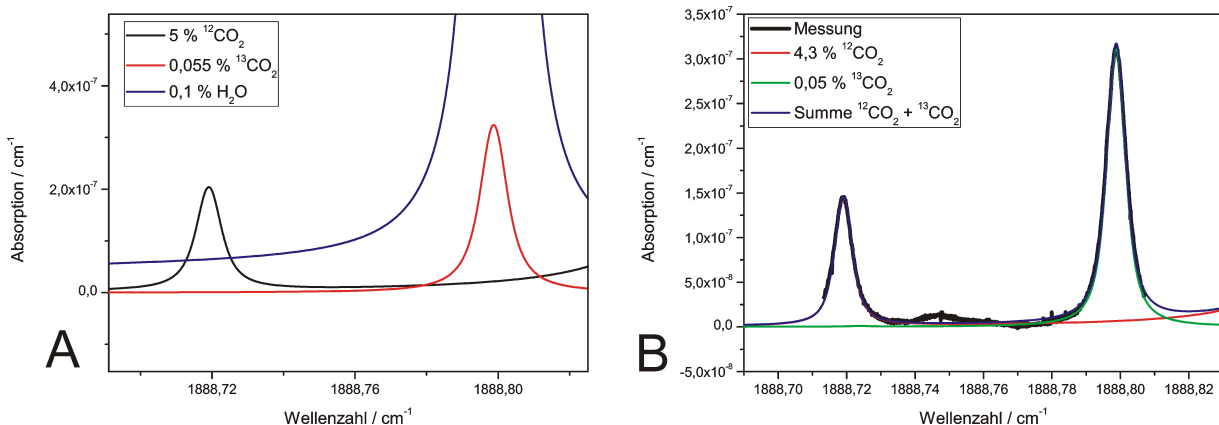 5 % ¹²CO₂
0,055 % ¹³CO₂
0,1 % H₂O
4,0x10⁻⁷
2,0x10⁻⁷
0,0
Absorption / cm⁻¹
1888,72 1888,76 1888,80
Wellenzahl / cm⁻¹
A
Messung
4,3 % ¹²CO₂
0,05 % ¹³CO₂
Summe ¹²CO₂ + ¹³CO₂
3,5x10⁻⁷
3,0x10⁻⁷
2,5x10⁻⁷
2,0x10⁻⁷
1,5x10⁻⁷
1,0x10⁻⁷
5,0x10⁻⁸
0,0
-5,0x10⁻⁸
Absorption / cm⁻¹
1888,70 1888,72 1888,74 1888,76 1888,78 1888,80 1888,82
Wellenzahl / cm⁻¹
B